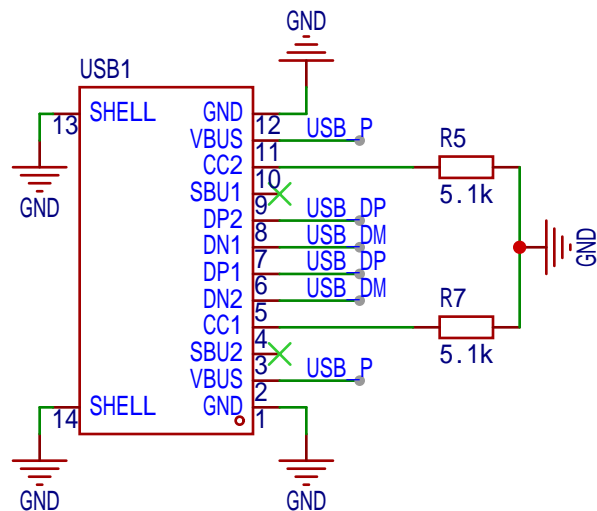 GND
USB1
SHELL
13
GND
GND
12
VBUS
11
USB_P
CC2
10
R5
5.1k
SBU1
9
DP2
8
USB_DP
DN1
7
USB_DM
DP1
6
USB_DP
DN2
5
USB_DM
GND
CC1
4
R7
5.1k
SBU2
3
VBUS
2
USB_P
SHELL
14
GND
1
GND
GND